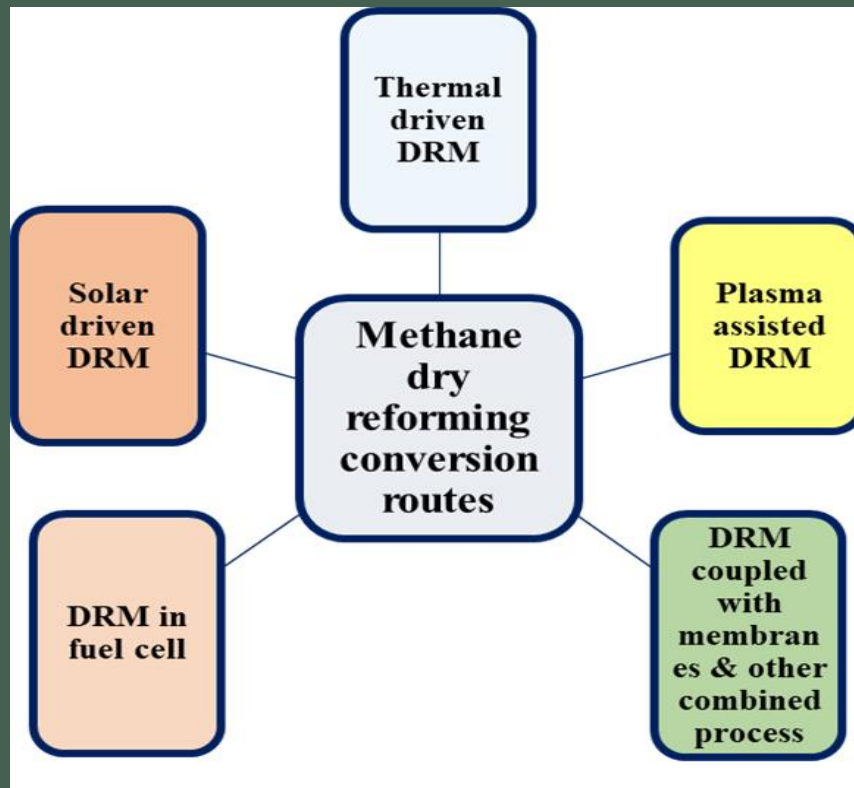 Thermal
driven
DRM
Solar
driven
DRM
Methane
dry
reforming
conversion
routes
Plasma
assisted
DRM
DRM in
fuel cell
DRM
coupled
with
membran
es & other
combined
process